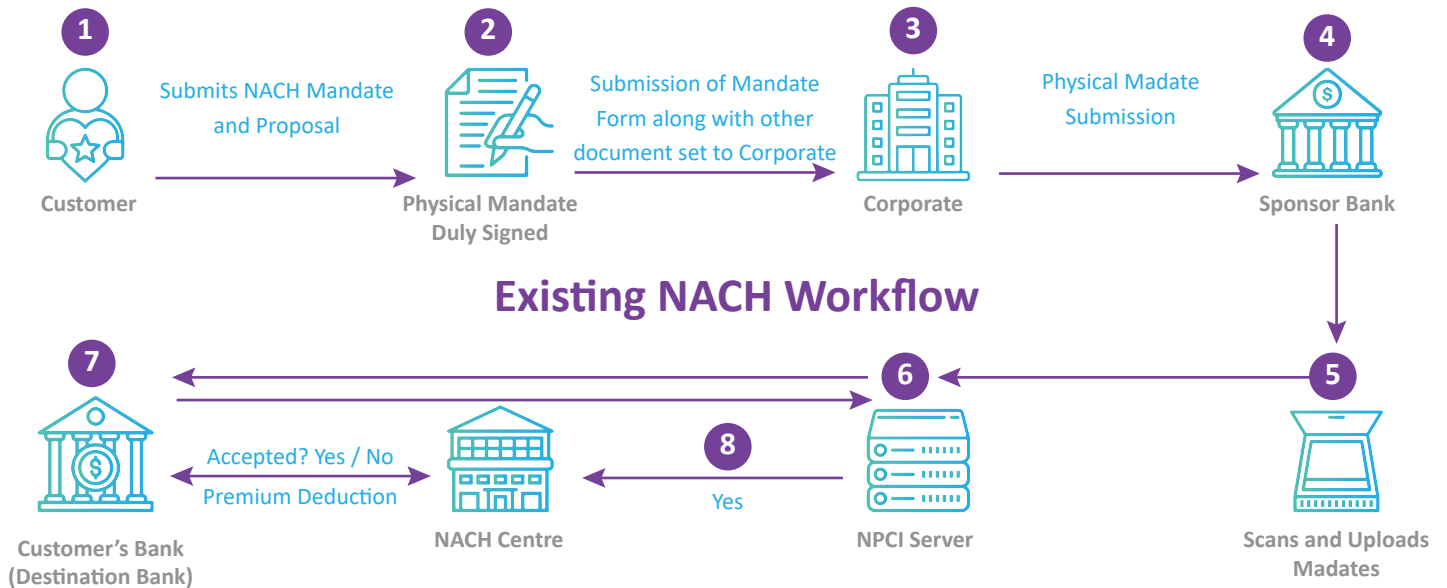 1
2
3
4
Submits NACH Mandate
and Proposal
Submission of Mandate
Form along with other
document set to Corporate
Physical Madate
Submission
$
Customer
Physical Mandate
Duly Signed
Corporate
Sponsor Bank
Existing NACH Workflow
7
6
5
8
$
Accepted? Yes / No
Premium Deduction
Yes
Customer's Bank
(Destination Bank)
NACH Centre
NPCI Server
Scans and Uploads
Madates